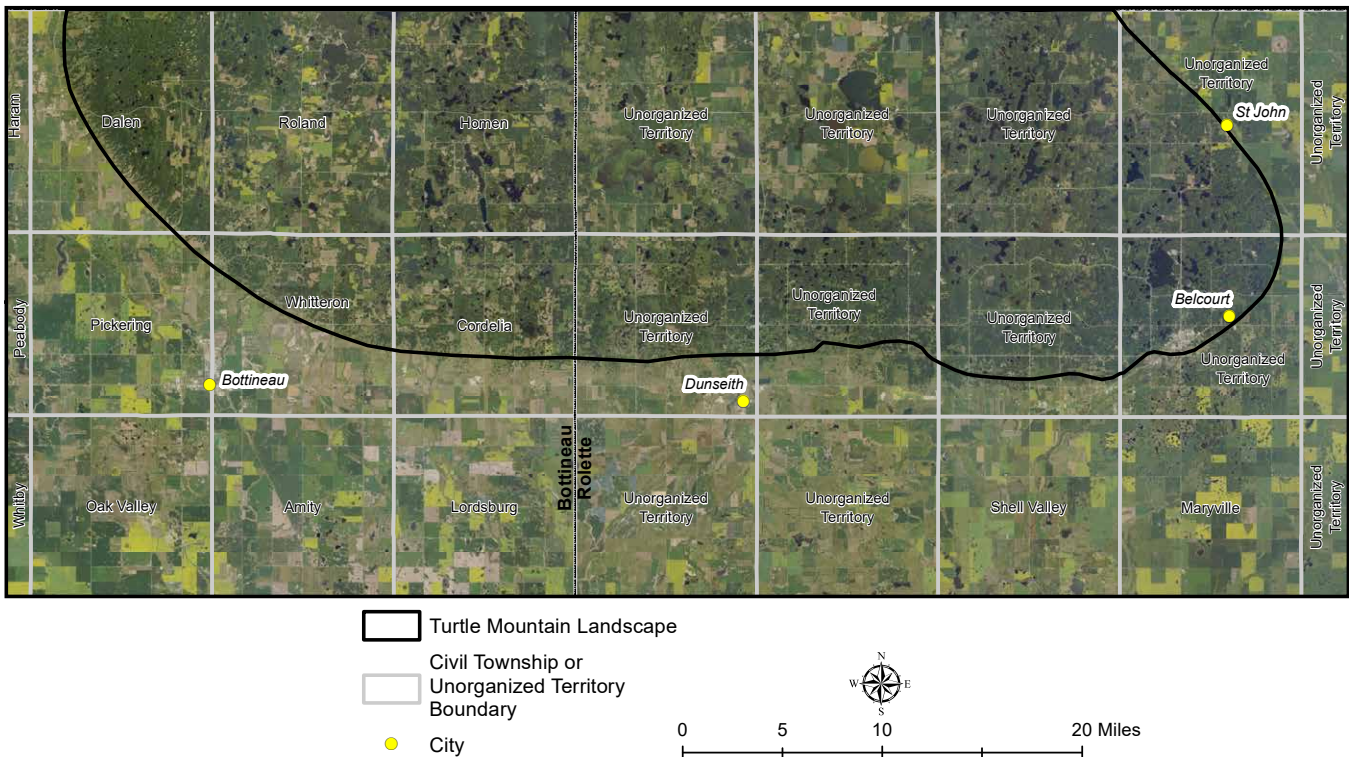 Haram
Dalen
Roland
Homen
Unorganized
Territory
Unorganized
Territory
Unorganized
Territory
Unorganized
Territory
St John
Unorganized
Territory
Peabody
Pickering
Whitteron
Cordelia
Unorganized
Territory
Unorganized
Territory
Unorganized
Territory
Belcourt
Unorganized
Territory
Unorganized
Territory
Bottineau
Dunseith
Whitby
Oak Valley
Amity
Lordsburg
Bottineau
Rolette
Unorganized
Territory
Unorganized
Territory
Shell Valley
Maryville
Unorganized
Territory
Turtle Mountain Landscape
Civil Township or
Unorganized Territory
Boundary
City
N
W E
S
0 5 10 20 Miles